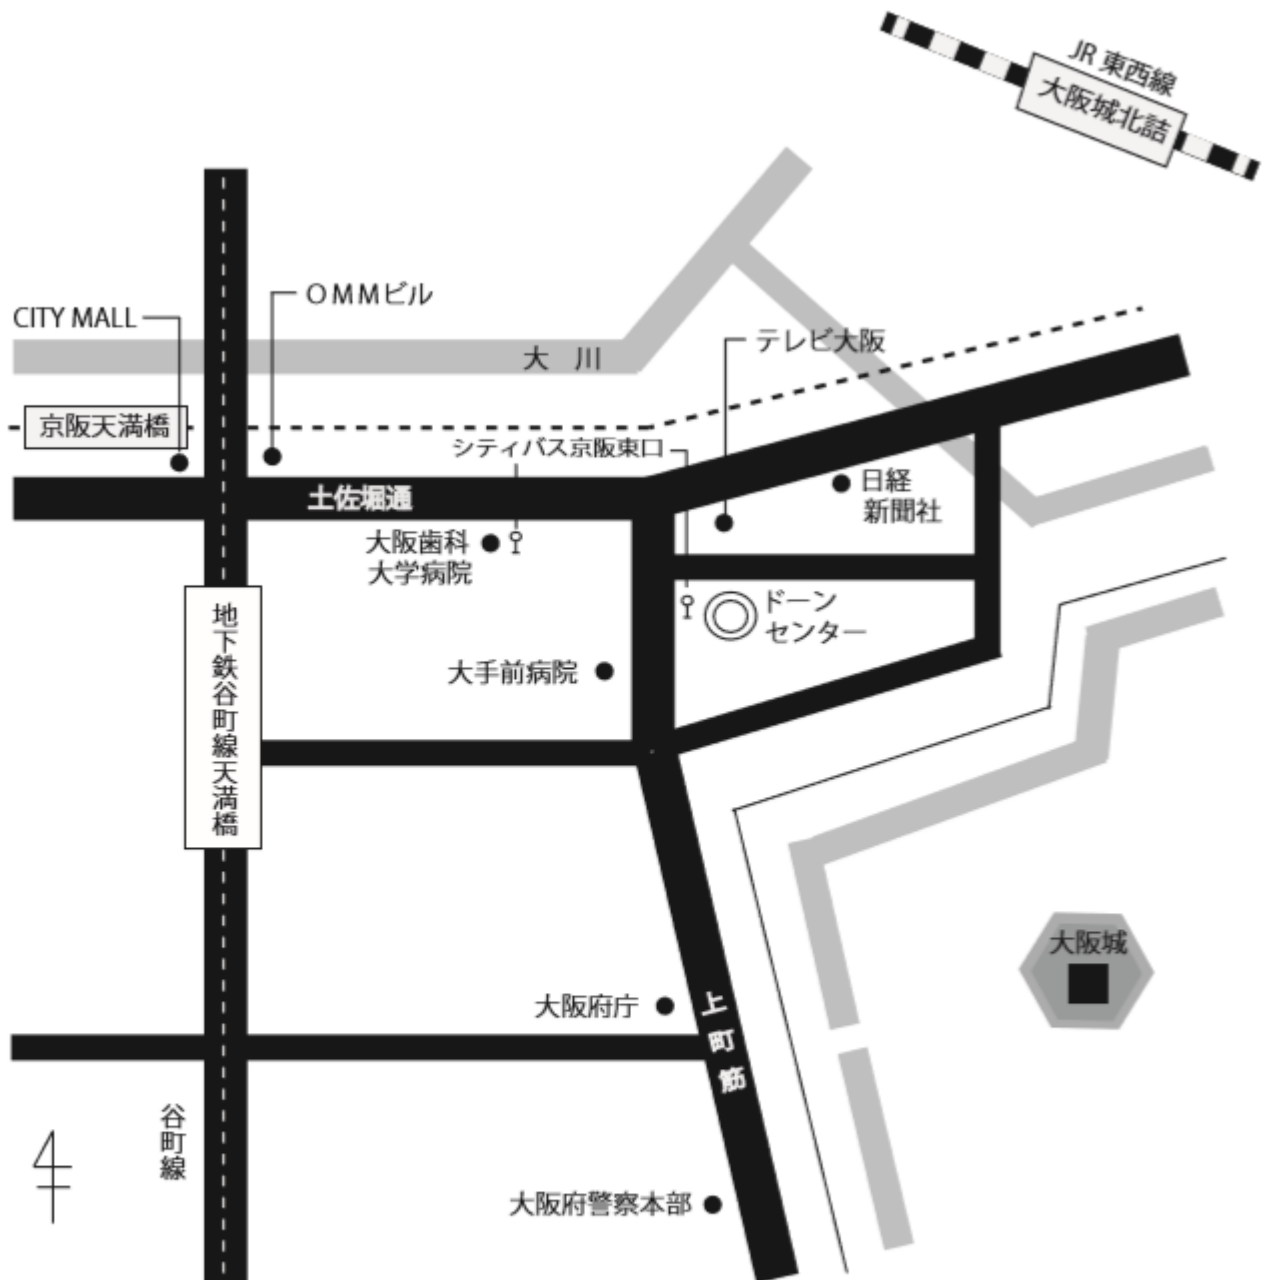 JR 東西線
大阪城北詰
OMMビル
CITY MALL
テレビ大阪
大 川
京阪天満橋
シティバス京阪東口
土佐堀通
日経
新聞社
大阪歯科
大学病院
ドーン
センター
地下鉄谷町線天満橋
大手前病院
大阪城
大阪府庁
上町筋
谷町線
大阪府警察本部